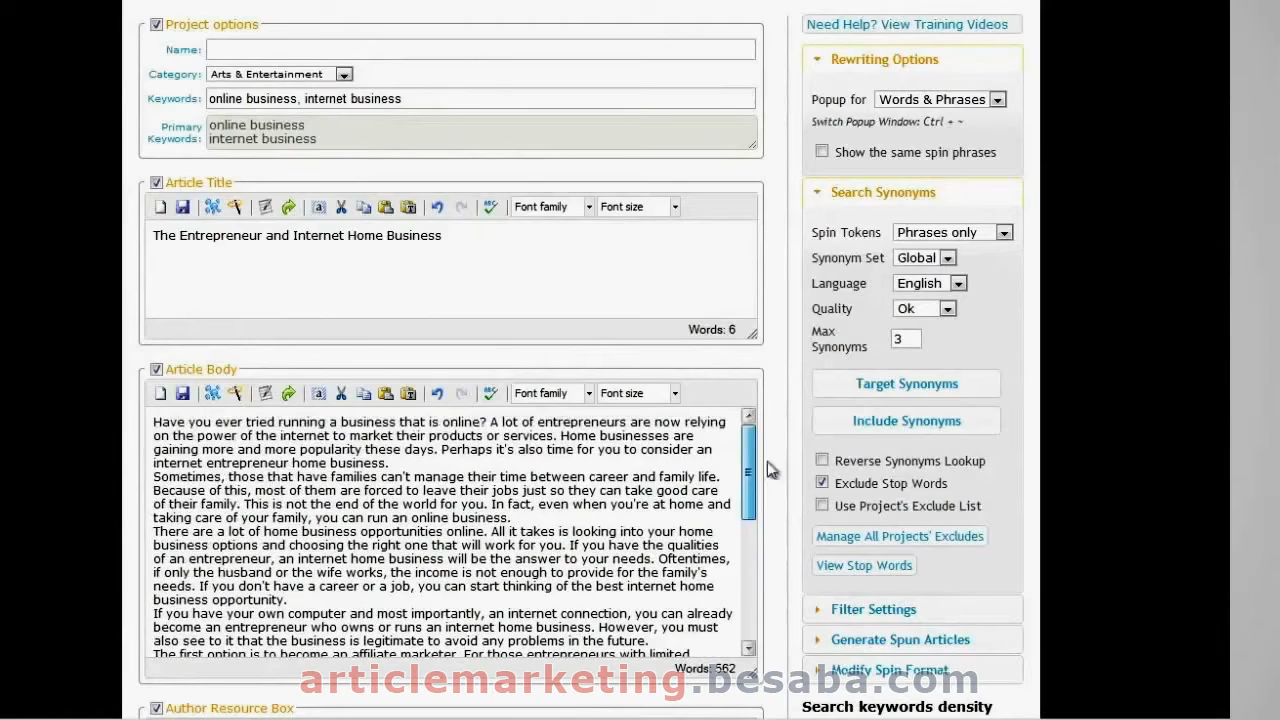 Project options
Name:
Category: Arts & Entertainment
Keywords: online business, internet business
Primary Keywords: online business
internet business
Article Title
Font family Font size
The Entrepreneur and Internet Home Business
Words: 6
Article Body
Font family Font size
Have you ever tried running a business that is online? A lot of entrepreneurs are now relying
on the power of the internet to market their products or services. Home businesses are
gaining more and more popularity these days. Perhaps it's also time for you to consider an
internet entrepreneur home business.
Sometimes, those that have families can't manage their time between career and family life.
Because of this, most of them are forced to leave their jobs just so they can take good care
of their family. This is not the end of the world for you. In fact, even when you're at home and
taking care of your family, you can run an online business.
There are a lot of home business opportunities online. All it takes is looking into your home
business options and choosing the right one that will work for you. If you have the qualities
of an entrepreneur, an internet home business will be the answer to your needs. Oftentimes,
if only the husband or the wife works, the income is not enough to provide for the family's
needs. If you don't have a career or a job, you can start thinking of the best internet home
business opportunity.
If you have your own computer and most importantly, an internet connection, you can already
become an entrepreneur who owns or runs an internet home business. However, you must
also see to it that the business is legitimate to avoid any problems in the future.
The first option is to become an affiliate marketer. For those entrepreneurs with limited
Words: 562
Author Resource Box
Need Help? View Training Videos
Rewriting Options
Popup for Words & Phrases
Switch Popup Window: Ctrl + ~
Show the same spin phrases
Search Synonyms
Spin Tokens Phrases only
Synonym Set Global
Language English
Quality Ok
Max
Synonyms 3
Target Synonyms
Include Synonyms
Reverse Synonyms Lookup
Exclude Stop Words
Use Project's Exclude List
Manage All Projects' Excludes
View Stop Words
Filter Settings
Generate Spun Articles
Modify Spin Format
Search keywords density
articlemarketing.besaba.com